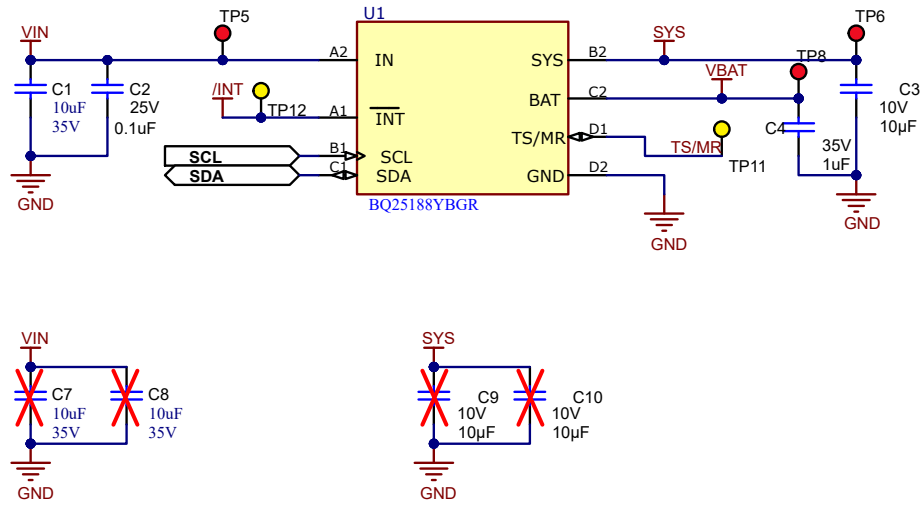 U1
TP5
TP6
VIN
SYS
A2
IN
SYS
B2
TP8
VBAT
C1
10uF
35V
C2
25V
0.1uF
/INT
TP12
A1
INT
BAT
C2
C3
10V
10µF
C4
35V
1uF
TS/MR
D1
TS/MR
TP11
SCL
B1
SCL
SDA
C1
SDA
GND
D2
BQ25188YBGR
GND
GND
GND
VIN
SYS
C7
10uF
35V
C8
10uF
35V
C9
10V
10µF
C10
10V
10µF
GND
GND